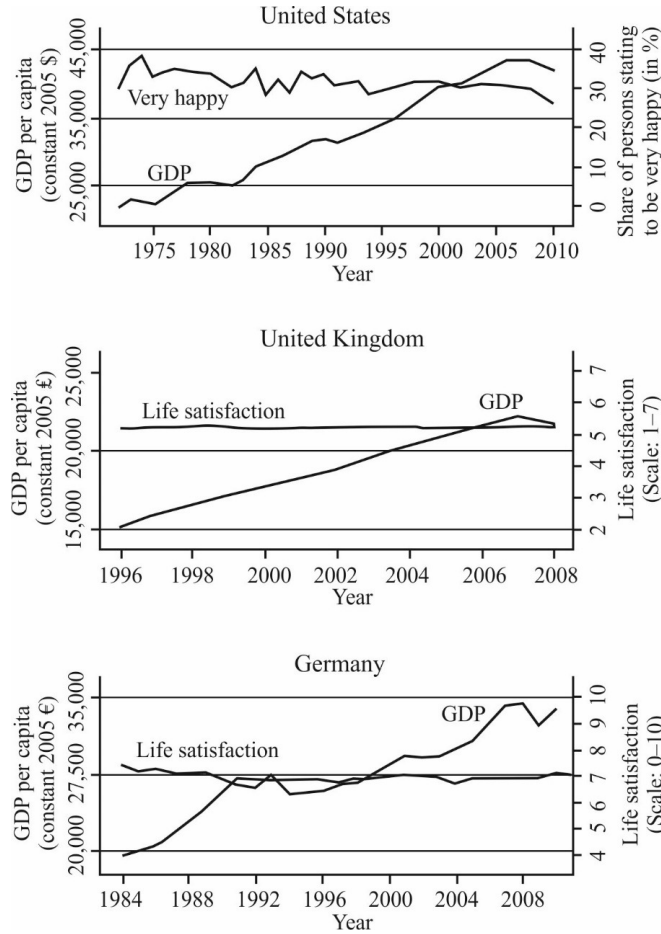 United States
GDP per capita
(constant 2005 $)
45,000
35,000
25,000
Very happy
GDP
40
30
20
10
0
Share of persons stating
to be very happy (in %)
1975 1980 1985 1990 1995 2000 2005 2010
Year
United Kingdom
GDP per capita
(constant 2005 £)
25,000
20,000
15,000
Life satisfaction
GDP
7
6
5
4
3
2
Life satisfaction
(Scale: 1–7)
1996 1998 2000 2002 2004 2006 2008
Year
Germany
GDP per capita
(constant 2005 €)
35,000
27,500
20,000
Life satisfaction
GDP
10
9
8
7
6
5
4
Life satisfaction
(Scale: 0–10)
1984 1988 1992 1996 2000 2004 2008
Year